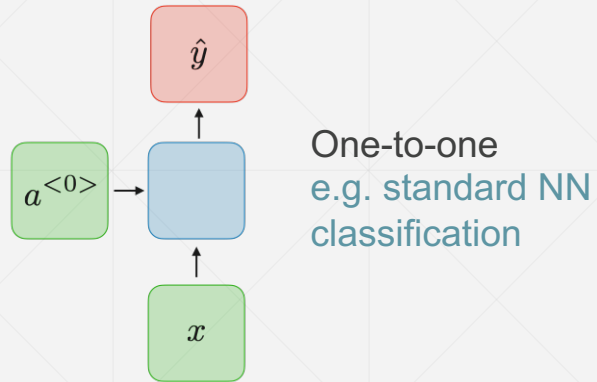 ŷ
a<0>
x
One-to-one
e.g. standard NN
classification